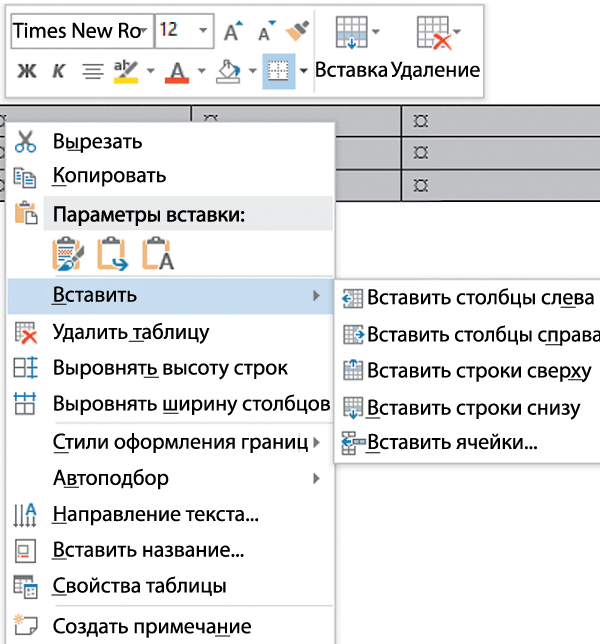 Times New Ro 12
Ж К Вставка Удаление
Вырезать
Копировать
Параметры вставки:
Вставить
Удалить таблицу
Выровнять высоту строк
Выровнять ширину столбцов
Стили оформления границ
Автоподбор
Направление текста...
Вставить название...
Свойства таблицы
Создать примечание
Вставить столбцы слева
Вставить столбцы справа
Вставить строки сверху
Вставить строки снизу
Вставить ячейки...